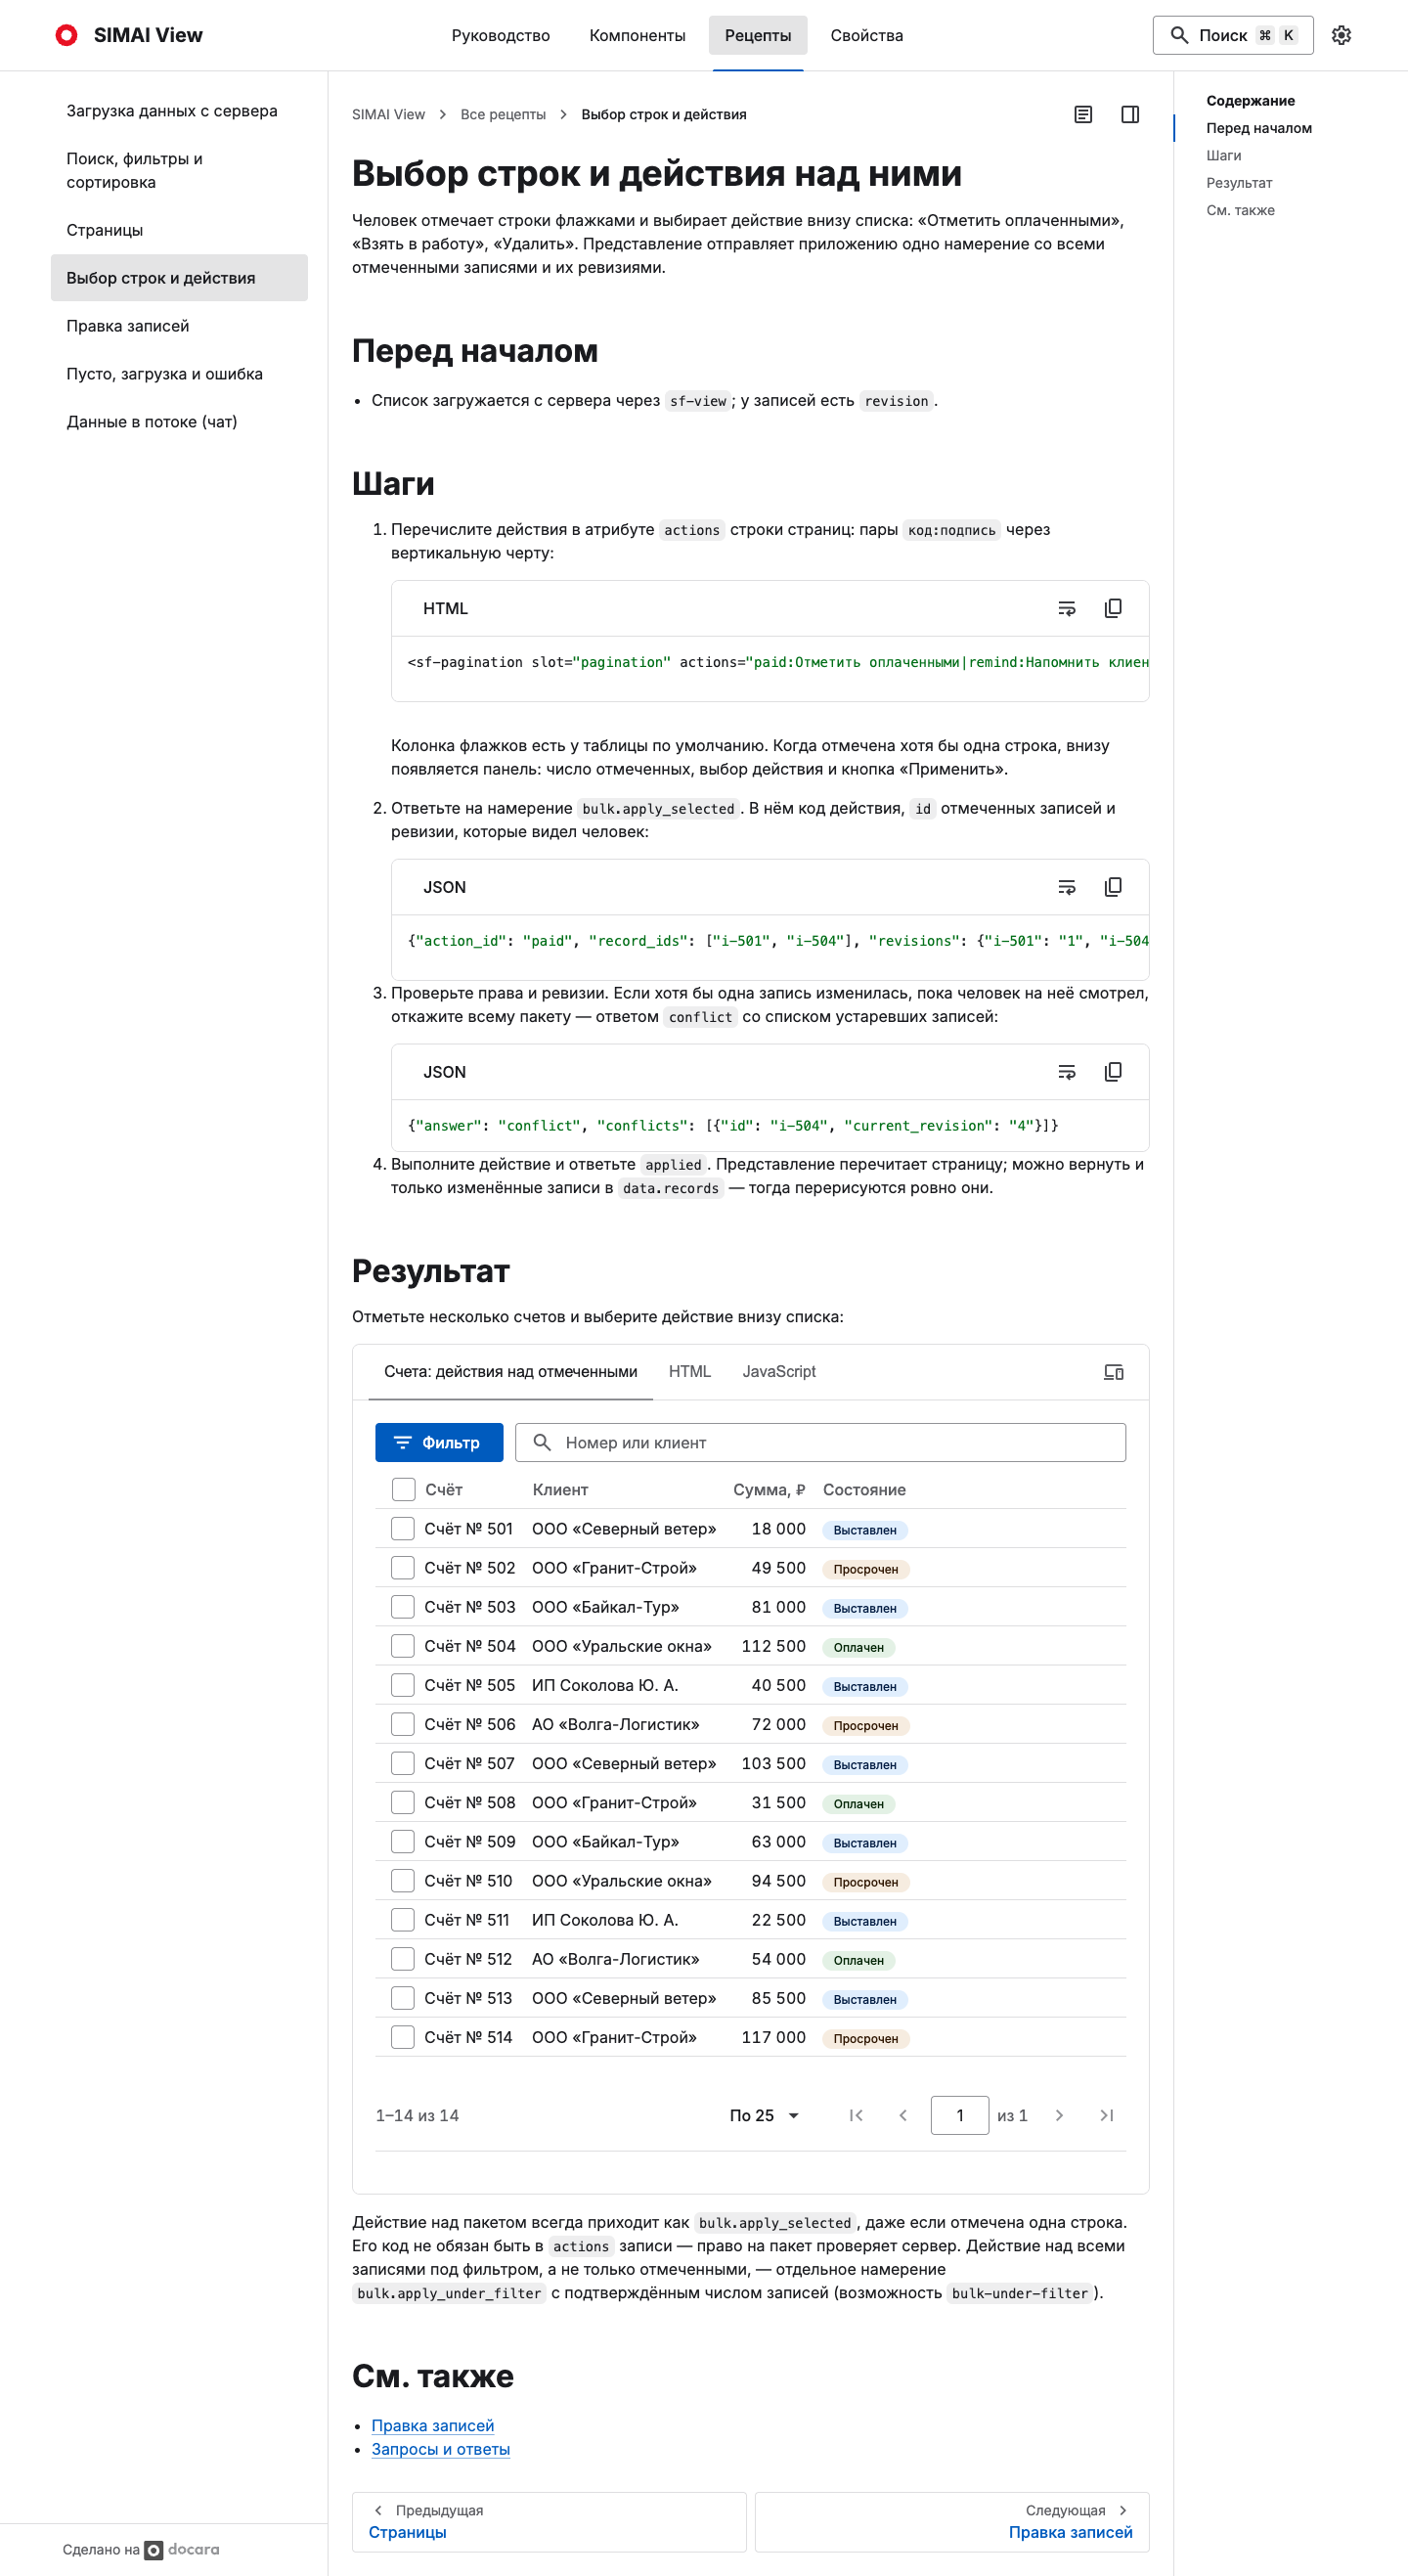 SIMAI View
Руководство
Компоненты
Рецепты
Свойства
Поиск ⌘ K
Загрузка данных с сервера
Поиск, фильтры и
сортировка
Страницы
Выбор строк и действия
Правка записей
Пусто, загрузка и ошибка
Данные в потоке (чат)
SIMAI View > Все рецепты > Выбор строк и действия
Выбор строк и действия над ними
Человек отмечает строки флажками и выбирает действие внизу списка: «Отметить оплаченными»,
«Взять в работу», «Удалить». Представление отправляет приложению одно намерение со всеми
отмеченными записями и их ревизиями.
Перед началом
• Список загружается с сервера через sf-view; у записей есть revision.
Шаги
1. Перечислите действия в атрибуте actions строки страниц: пары код:подпись через
вертикальную черту:
HTML
<sf-pagination slot="pagination" actions="paid:Отметить оплаченными|remind:Напомнить клиен
Колонка флажков есть у таблицы по умолчанию. Когда отмечена хотя бы одна строка, внизу
появляется панель: число отмеченных, выбор действия и кнопка «Применить».
2. Ответьте на намерение bulk.apply_selected. В нём код действия, id отмеченных записей и
ревизии, которые видел человек:
JSON
{"action_id": "paid", "record_ids": ["i-501", "i-504"], "revisions": {"i-501": "1", "i-504
3. Проверьте права и ревизии. Если хотя бы одна запись изменилась, пока человек на неё смотрел,
откажите всему пакету — ответом conflict со списком устаревших записей:
JSON
{"answer": "conflict", "conflicts": [{"id": "i-504", "current_revision": "4"}]}
4. Выполните действие и ответьте applied. Представление перечитает страницу; можно вернуть и
только изменённые записи в data.records — тогда перерисуются ровно они.
Результат
Отметьте несколько счетов и выберите действие внизу списка:
Счета: действия над отмеченными
HTML
JavaScript
Фильтр
Номер или клиент
Счёт Клиент Сумма, ₽ Состояние
Счёт № 501 ООО «Северный ветер» 18 000 Выставлен
Счёт № 502 ООО «Гранит-Строй» 49 500 Просрочен
Счёт № 503 ООО «Байкал-Тур» 81 000 Выставлен
Счёт № 504 ООО «Уральские окна» 112 500 Оплачен
Счёт № 505 ИП Соколова Ю. А. 40 500 Выставлен
Счёт № 506 АО «Волга-Логистик» 72 000 Просрочен
Счёт № 507 ООО «Северный ветер» 103 500 Выставлен
Счёт № 508 ООО «Гранит-Строй» 31 500 Оплачен
Счёт № 509 ООО «Байкал-Тур» 63 000 Выставлен
Счёт № 510 ООО «Уральские окна» 94 500 Просрочен
Счёт № 511 ИП Соколова Ю. А. 22 500 Выставлен
Счёт № 512 АО «Волга-Логистик» 54 000 Оплачен
Счёт № 513 ООО «Северный ветер» 85 500 Выставлен
Счёт № 514 ООО «Гранит-Строй» 117 000 Просрочен
1–14 из 14
По 25
1 из 1
Действие над пакетом всегда приходит как bulk.apply_selected, даже если отмечена одна строка.
Его код не обязан быть в actions записи — право на пакет проверяет сервер. Действие над всеми
записями под фильтром, а не только отмеченными, — отдельное намерение
bulk.apply_under_filter с подтверждённым числом записей (возможность bulk-under-filter).
См. также
• Правка записей
• Запросы и ответы
Предыдущая
Страницы
Следующая
Правка записей
Содержание
Перед началом
Шаги
Результат
См. также
Сделано на docara